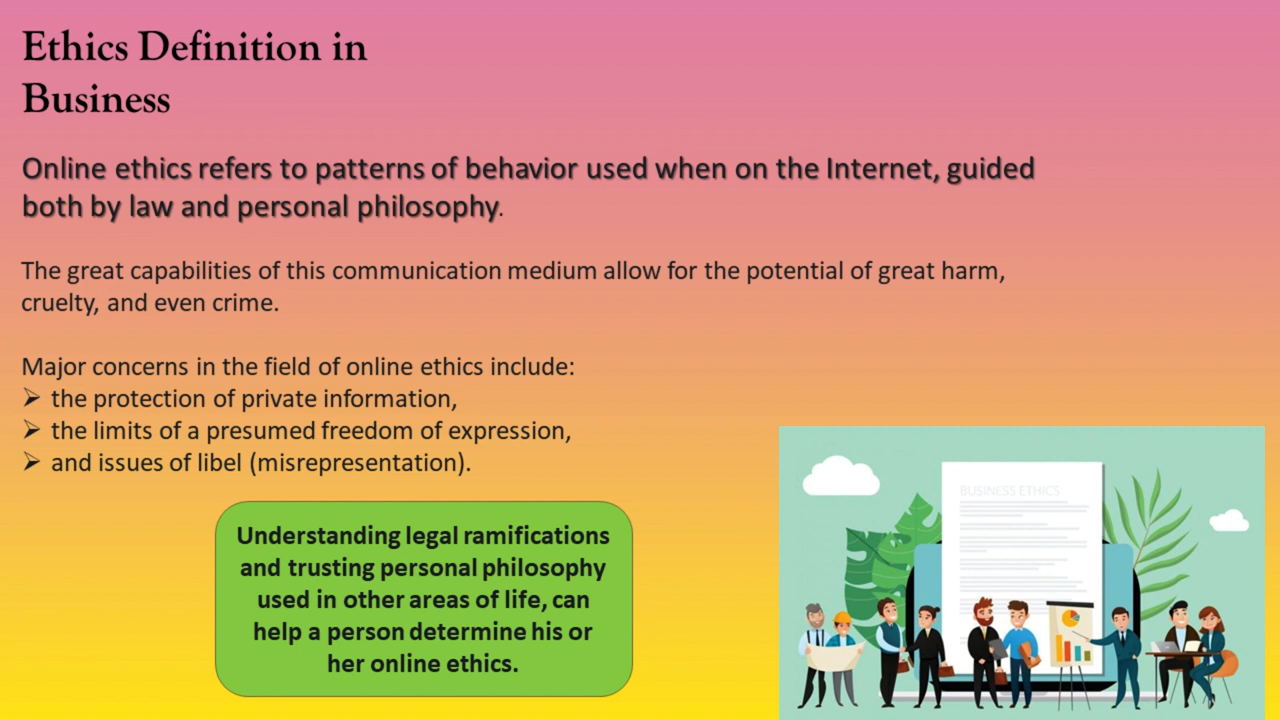 Ethics Definition in
Business
Online ethics refers to patterns of behavior used when on the Internet, guided
both by law and personal philosophy.
The great capabilities of this communication medium allow for the potential of great harm,
cruelty, and even crime.
Major concerns in the field of online ethics include:
➢ the protection of private information,
➢ the limits of a presumed freedom of expression,
➢ and issues of libel (misrepresentation).
Understanding legal ramifications
and trusting personal philosophy
used in other areas of life, can
help a person determine his or
her online ethics.
BUSINESS ETHICS